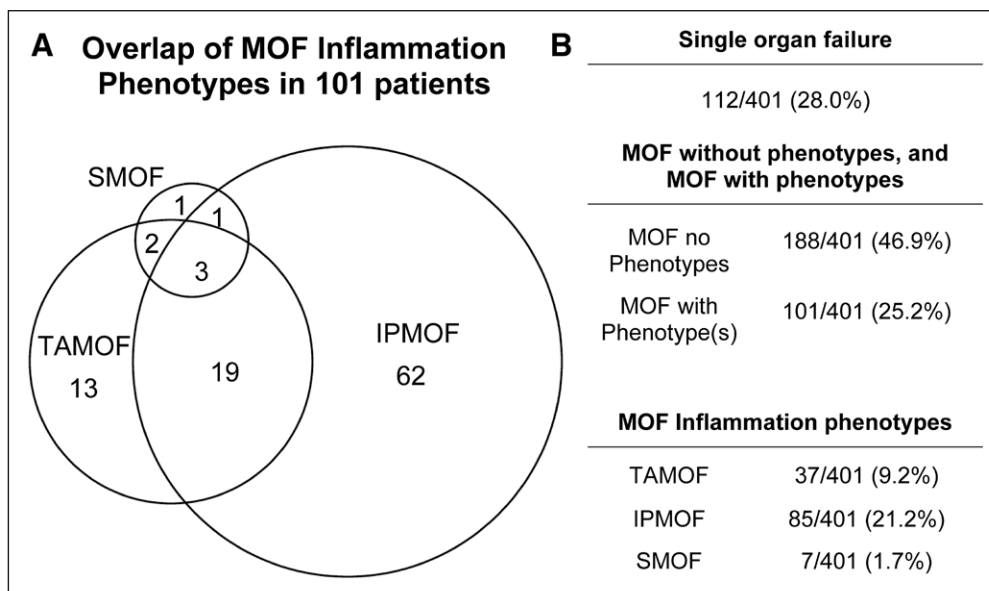 A Overlap of MOF Inflammation
Phenotypes in 101 patients
SMOF
1
1
2
3
TAMOF
13
19
IPMOF
62
B Single organ failure
112/401 (28.0%)
MOF without phenotypes, and
MOF with phenotypes
MOF no 188/401 (46.9%)
Phenotypes
MOF with 101/401 (25.2%)
Phenotype(s)
MOF Inflammation phenotypes
TAMOF 37/401 (9.2%)
IPMOF 85/401 (21.2%)
SMOF 7/401 (1.7%)